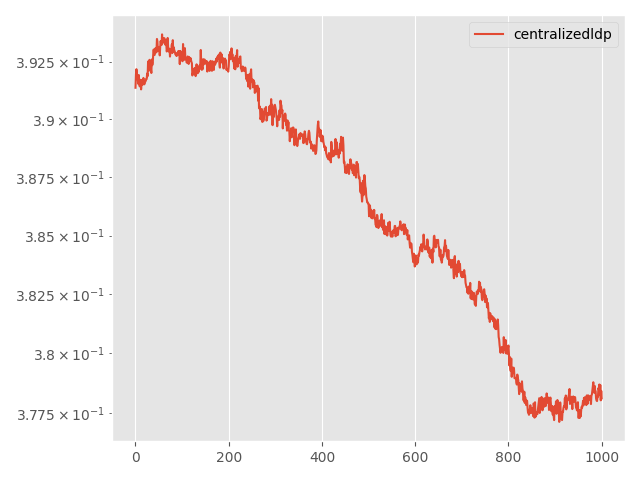 centralizedldp
3.925 × 10⁻¹
3.9 × 10⁻¹
3.875 × 10⁻¹
3.85 × 10⁻¹
3.825 × 10⁻¹
3.8 × 10⁻¹
3.775 × 10⁻¹
0 200 400 600 800 1000